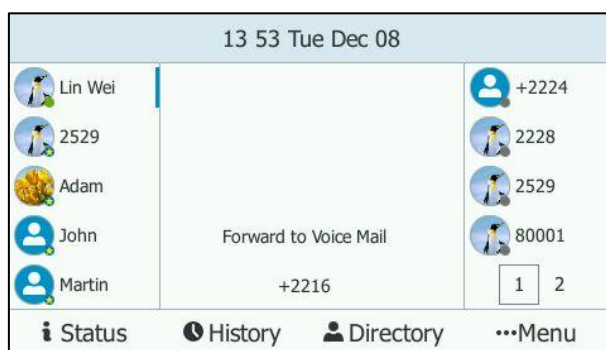 13 53 Tue Dec 08
Lin Wei
2529
Adam
John
Martin
Forward to Voice Mail
+2216
+2224
2228
2529
80001
1 2
Status History Directory Menu